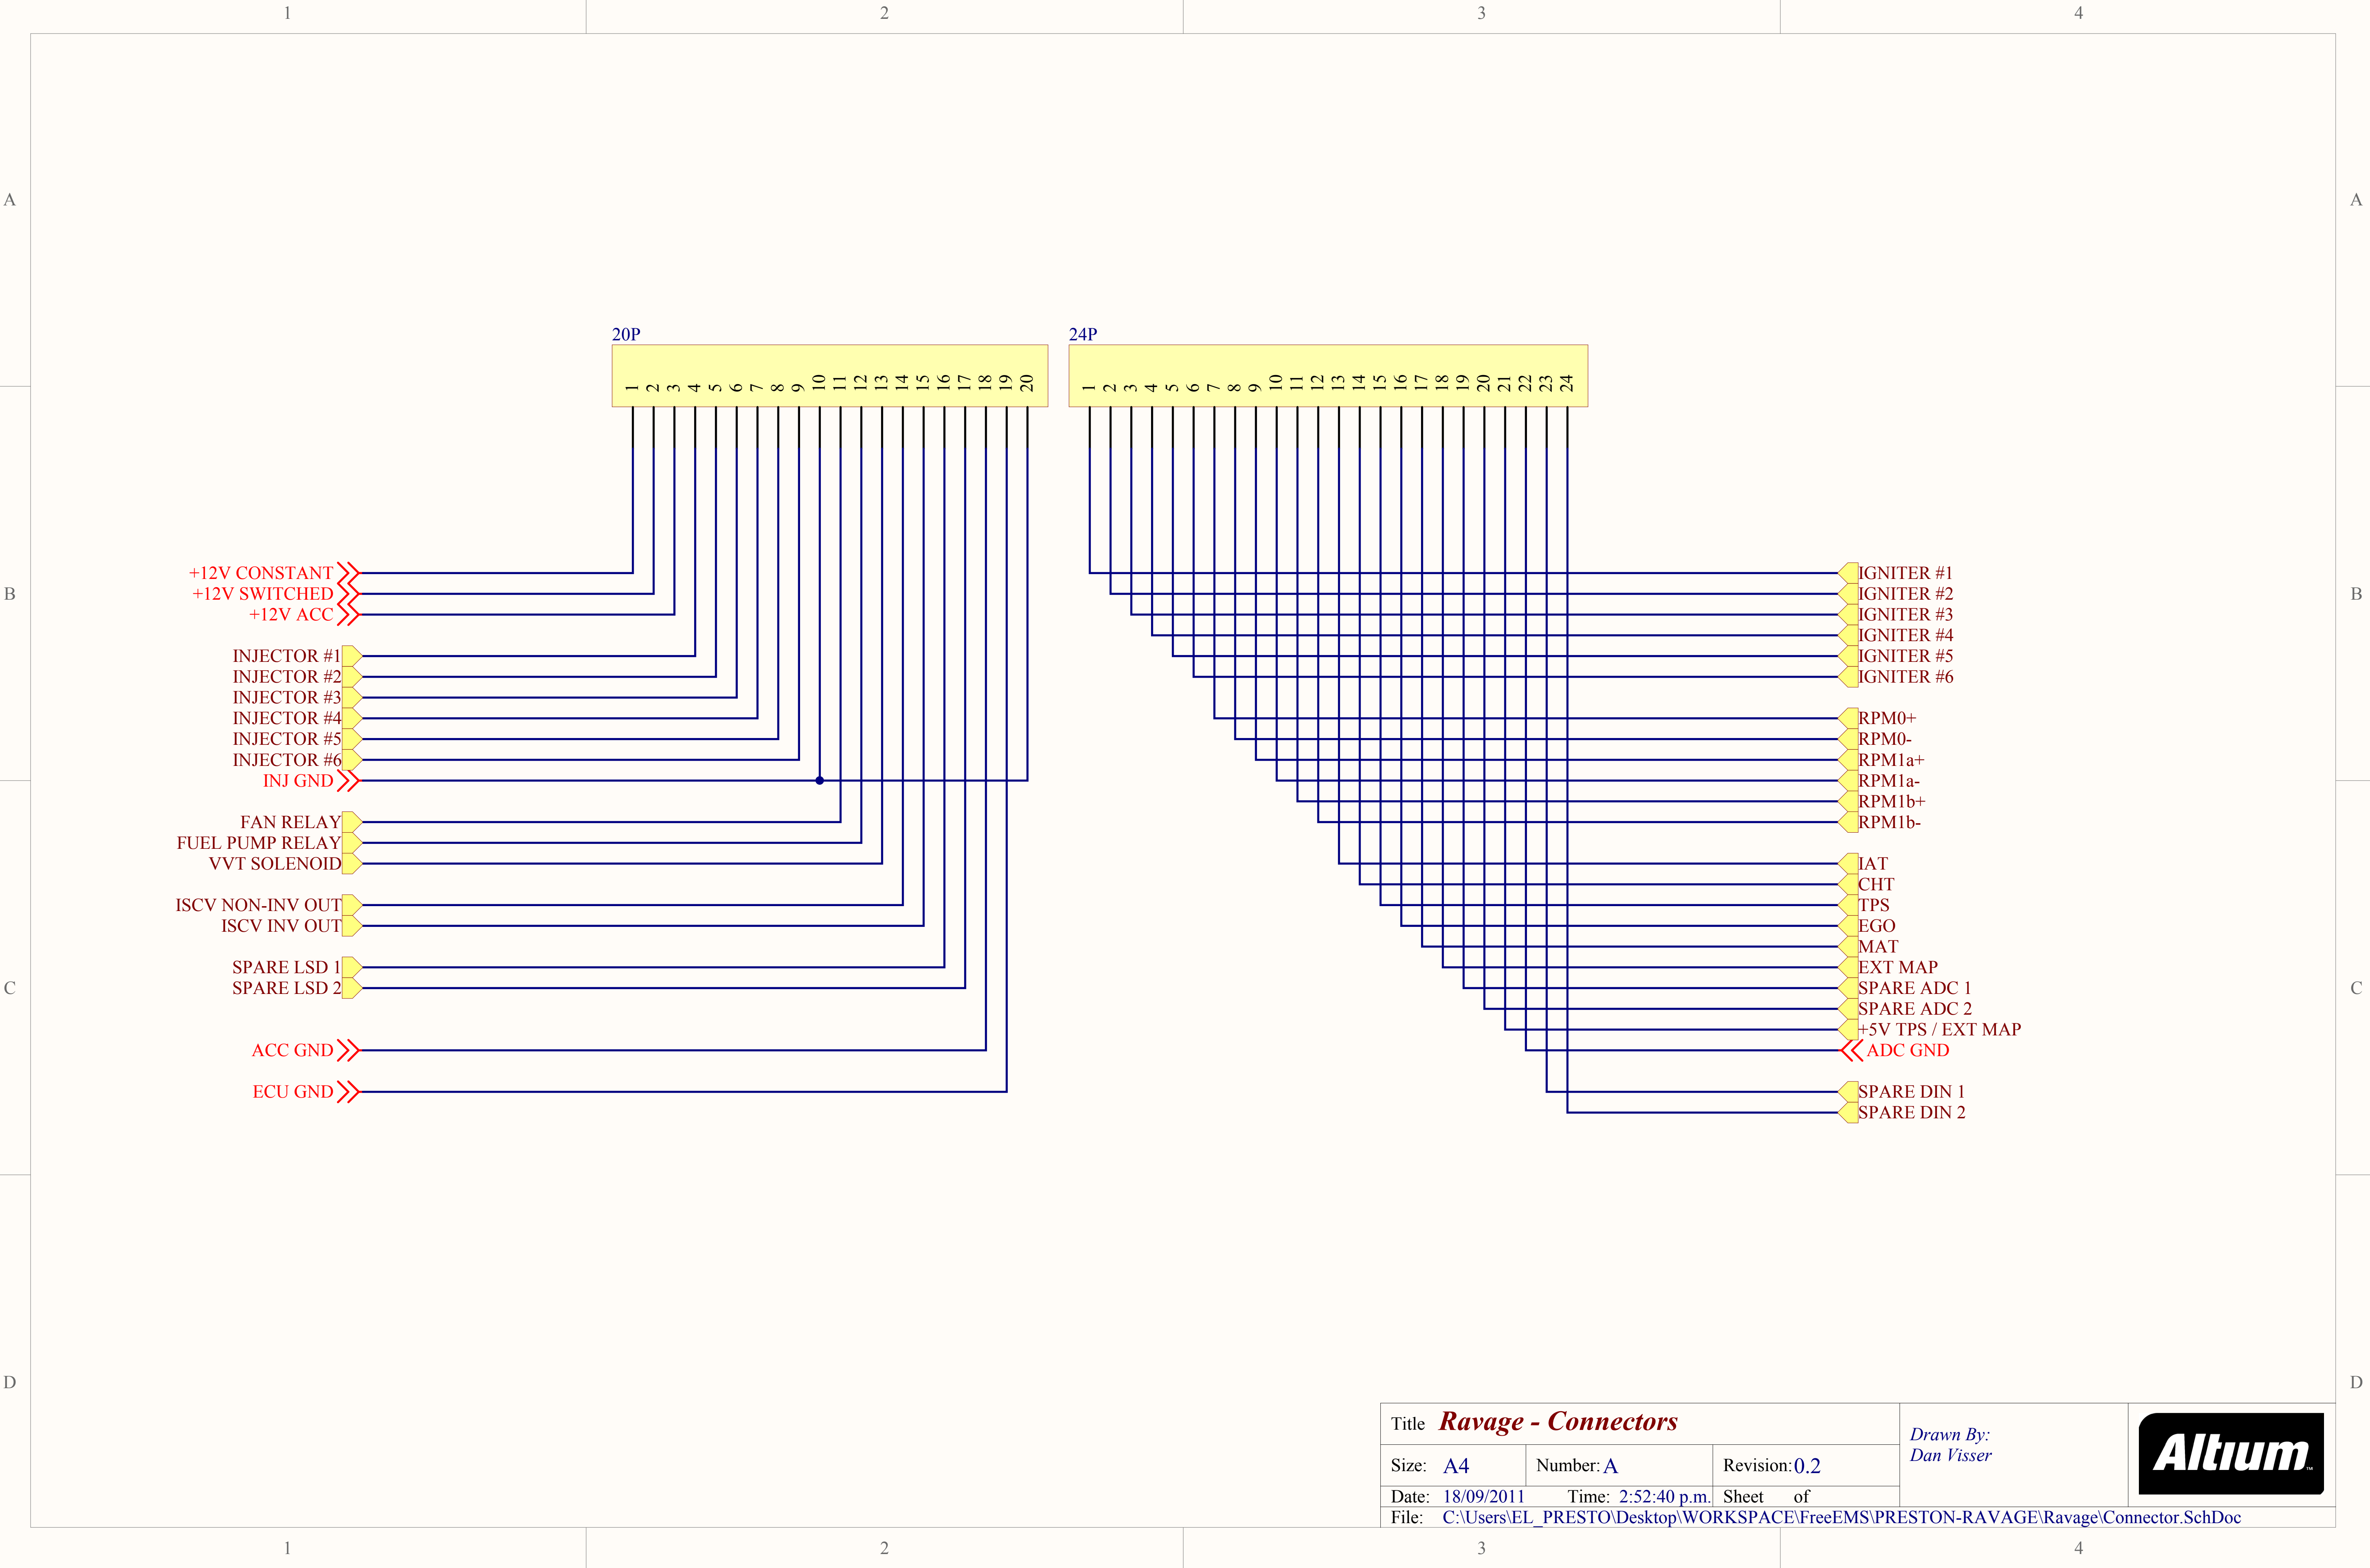 1 2 3 4
A A
20P 24P
1 2 3 4 5 6 7 8 9 10 11 12 13 14 15 16 17 18 19 20
1 2 3 4 5 6 7 8 9 10 11 12 13 14 15 16 17 18 19 20 21 22 23 24
B B
+12V CONSTANT
+12V SWITCHED
+12V ACC
INJECTOR #1
INJECTOR #2
INJECTOR #3
INJECTOR #4
INJECTOR #5
INJECTOR #6
INJ GND
FAN RELAY
FUEL PUMP RELAY
VVT SOLENOID
ISCV NON-INV OUT
ISCV INV OUT
SPARE LSD 1
SPARE LSD 2
ACC GND
ECU GND
IGNITER #1
IGNITER #2
IGNITER #3
IGNITER #4
IGNITER #5
IGNITER #6
RPM0+
RPM0-
RPM1a+
RPM1a-
RPM1b+
RPM1b-
IAT
CHT
TPS
EGO
MAT
EXT MAP
SPARE ADC 1
SPARE ADC 2
+5V TPS / EXT MAP
ADC GND
SPARE DIN 1
SPARE DIN 2
C C
D D
Title Ravage - Connectors
Size: A4 Number: A Revision: 0.2
Date: 18/09/2011 Time: 2:52:40 p.m. Sheet of
File: C:\Users\EL_PRESTO\Desktop\WORKSPACE\FreeEMS\PRESTON-RAVAGE\Ravage\Connector.SchDoc
Drawn By:
Dan Visser
Altium™
1 2 3 4